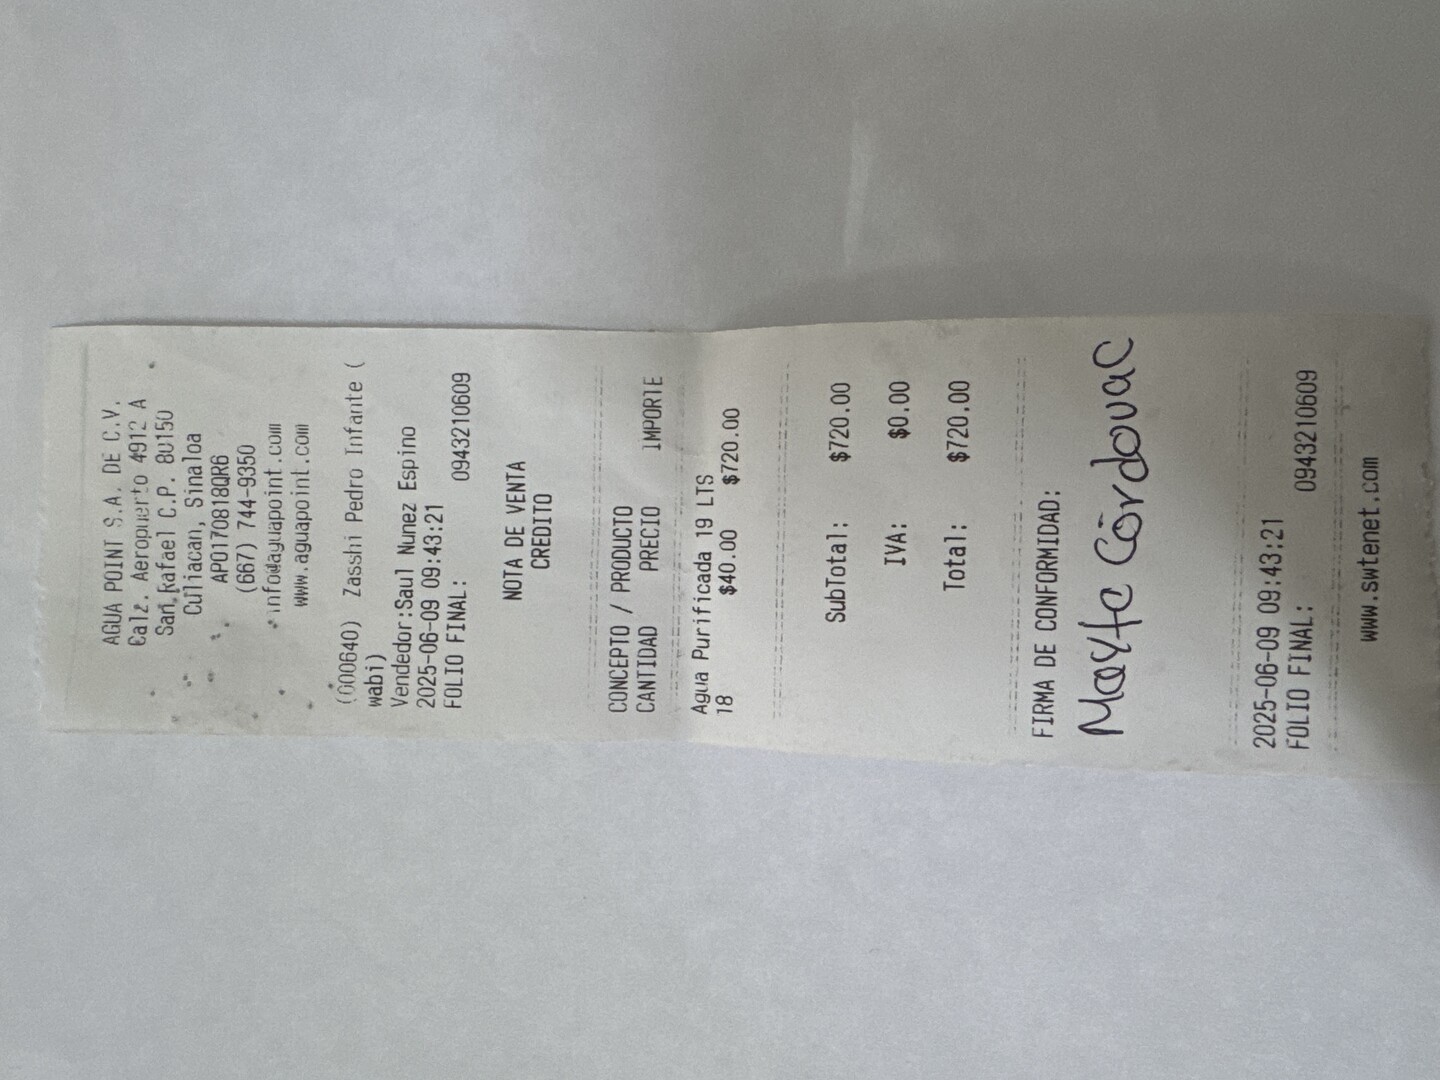 AGUA POINT S.A. DE C.V.
Calz. Aeropuerto 4912 A
San Rafael C.P. 80150
Culiacan, Sinaloa
APO170818QR6
(667) 744-9350
info@aguapoint.com
www.aguapoint.com
(000640) Zasshi Pedro Infante (
wabi)
Vendedor:Saul Nunez Espino
2025-06-09 09:43:21
FOLIO FINAL: 0943210609
NOTA DE VENTA
CREDITO
CONCEPTO / PRODUCTO
CANTIDAD PRECIO IMPORTE
Agua Purificada 19 LTS
18 $40.00 $720.00
SubTotal: $720.00
IVA: $0.00
Total: $720.00
FIRMA DE CONFORMIDAD:
Mayte Córdova C
2025-06-09 09:43:21
FOLIO FINAL: 0943210609
www.swtenet.com